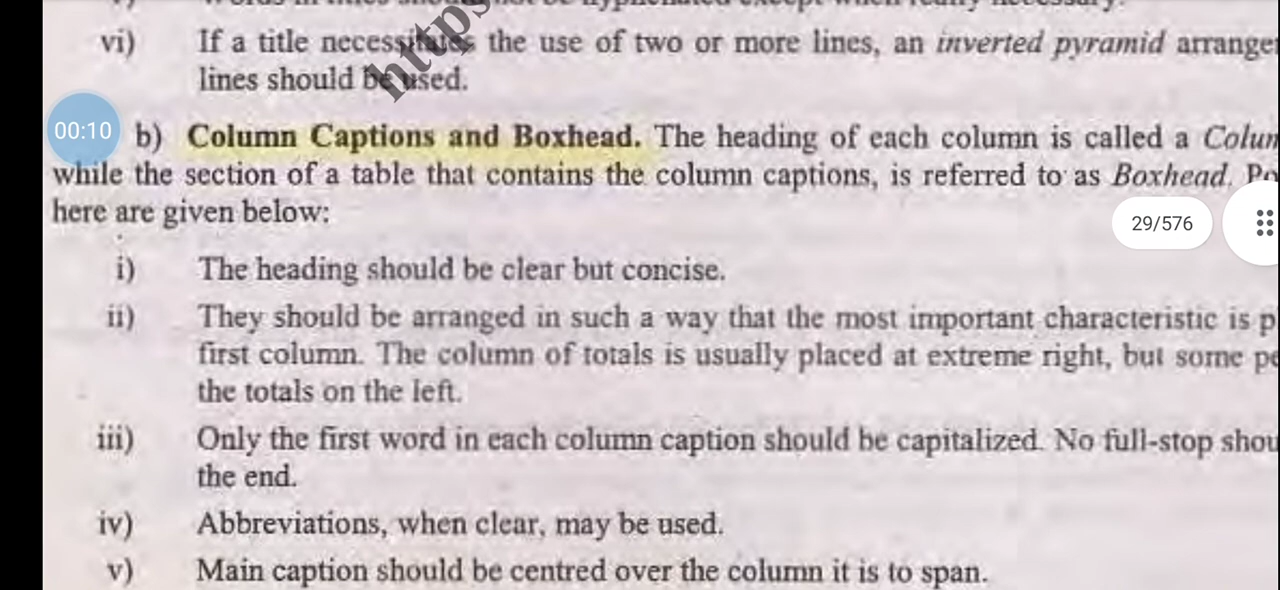 vi) If a title necessitates the use of two or more lines, an inverted pyramid
lines should be used.
https
00:10
b) Column Captions and Boxhead. The heading of each column is called a
while the section of a table that contains the column captions, is referred to as Boxhead.
here are given below:
29/576
i) The heading should be clear but concise.
ii) They should be arranged in such a way that the most important characteristic is
first column. The column of totals is usually placed at extreme right, but some
the totals on the left.
iii) Only the first word in each column caption should be capitalized. No full-stop
the end.
iv) Abbreviations, when clear, may be used.
v) Main caption should be centred over the column it is to span.